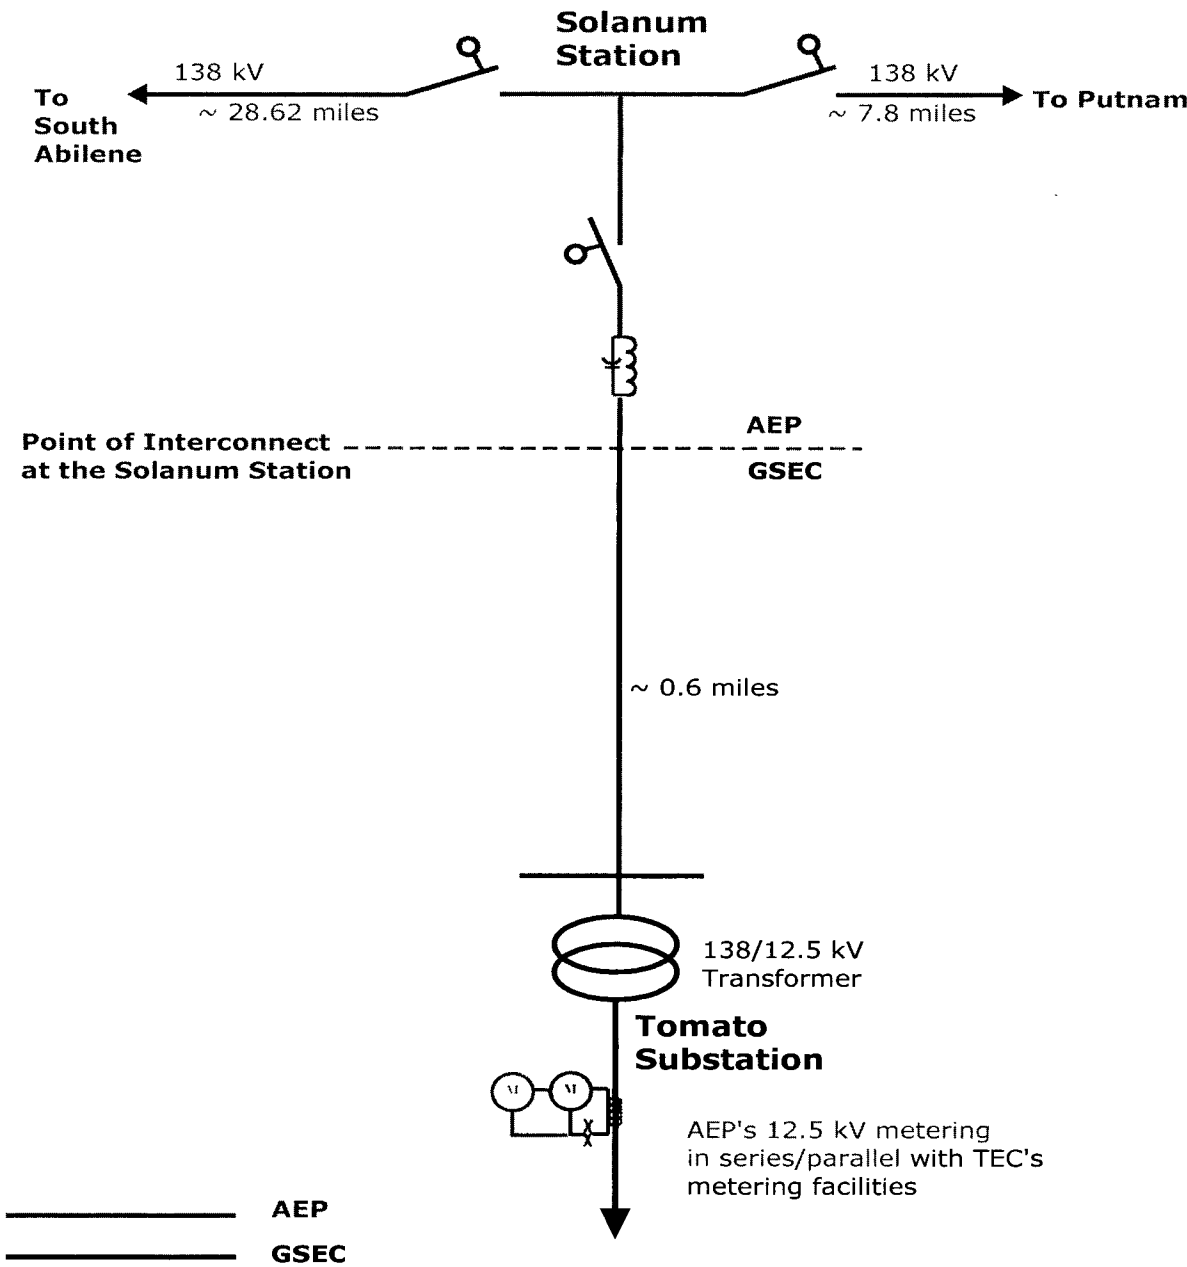 Solanum
Station
138 kV
~ 28.62 miles
To
South
Abilene
138 kV
~ 7.8 miles
To Putnam
AEP
Point of Interconnect
at the Solanum Station
GSEC
~ 0.6 miles
138/12.5 kV
Transformer
Tomato
Substation
M
M
AEP's 12.5 kV metering
in series/parallel with TEC's
metering facilities
AEP
GSEC